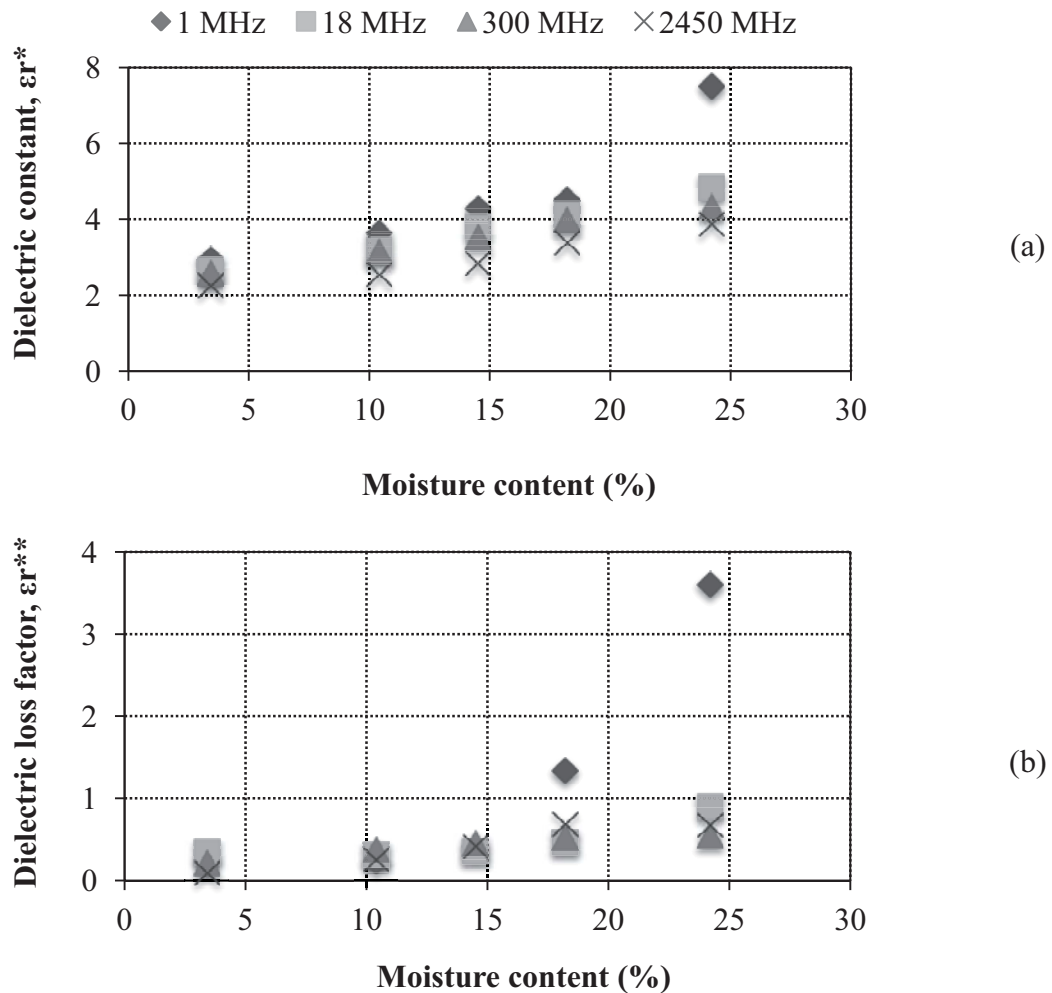 1 MHz 18 MHz 300 MHz 2450 MHz
Dielectric constant, εr*
8
6
4
2
0
0 5 10 15 20 25 30
Moisture content (%)
(a)
Dielectric loss factor, εr**
4
3
2
1
0
0 5 10 15 20 25 30
Moisture content (%)
(b)